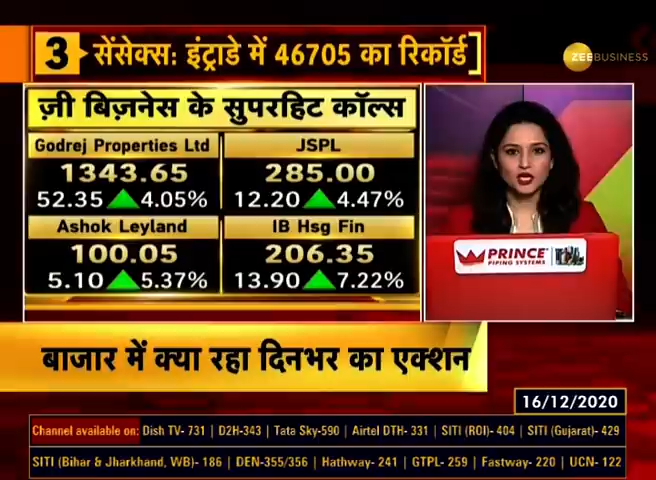 3 सेंसेक्स: इंट्राडे में 46705 का रिकॉर्ड
ZEEBUSINESS
ज़ी बिज़नेस के सुपरहिट कॉल्स
Godrej Properties Ltd
1343.65
52.35 4.05%
JSPL
285.00
12.20 4.47%
Ashok Leyland
100.05
5.10 5.37%
IB Hsg Fin
206.35
13.90 7.22%
PRINCE
PIPING SYSTEMS
बाजार में क्या रहा दिनभर का एक्शन
16/12/2020
Channel available on: Dish TV- 731 | D2H-343 | Tata Sky-590 | Airtel DTH- 331 | SITI (ROI)- 404 | SITI (Gujarat)- 429
SITI (Bihar & Jharkhand, WB)- 186 | DEN-355/356 | Hathway- 241 | GTPL- 259 | Fastway- 220 | UCN- 122